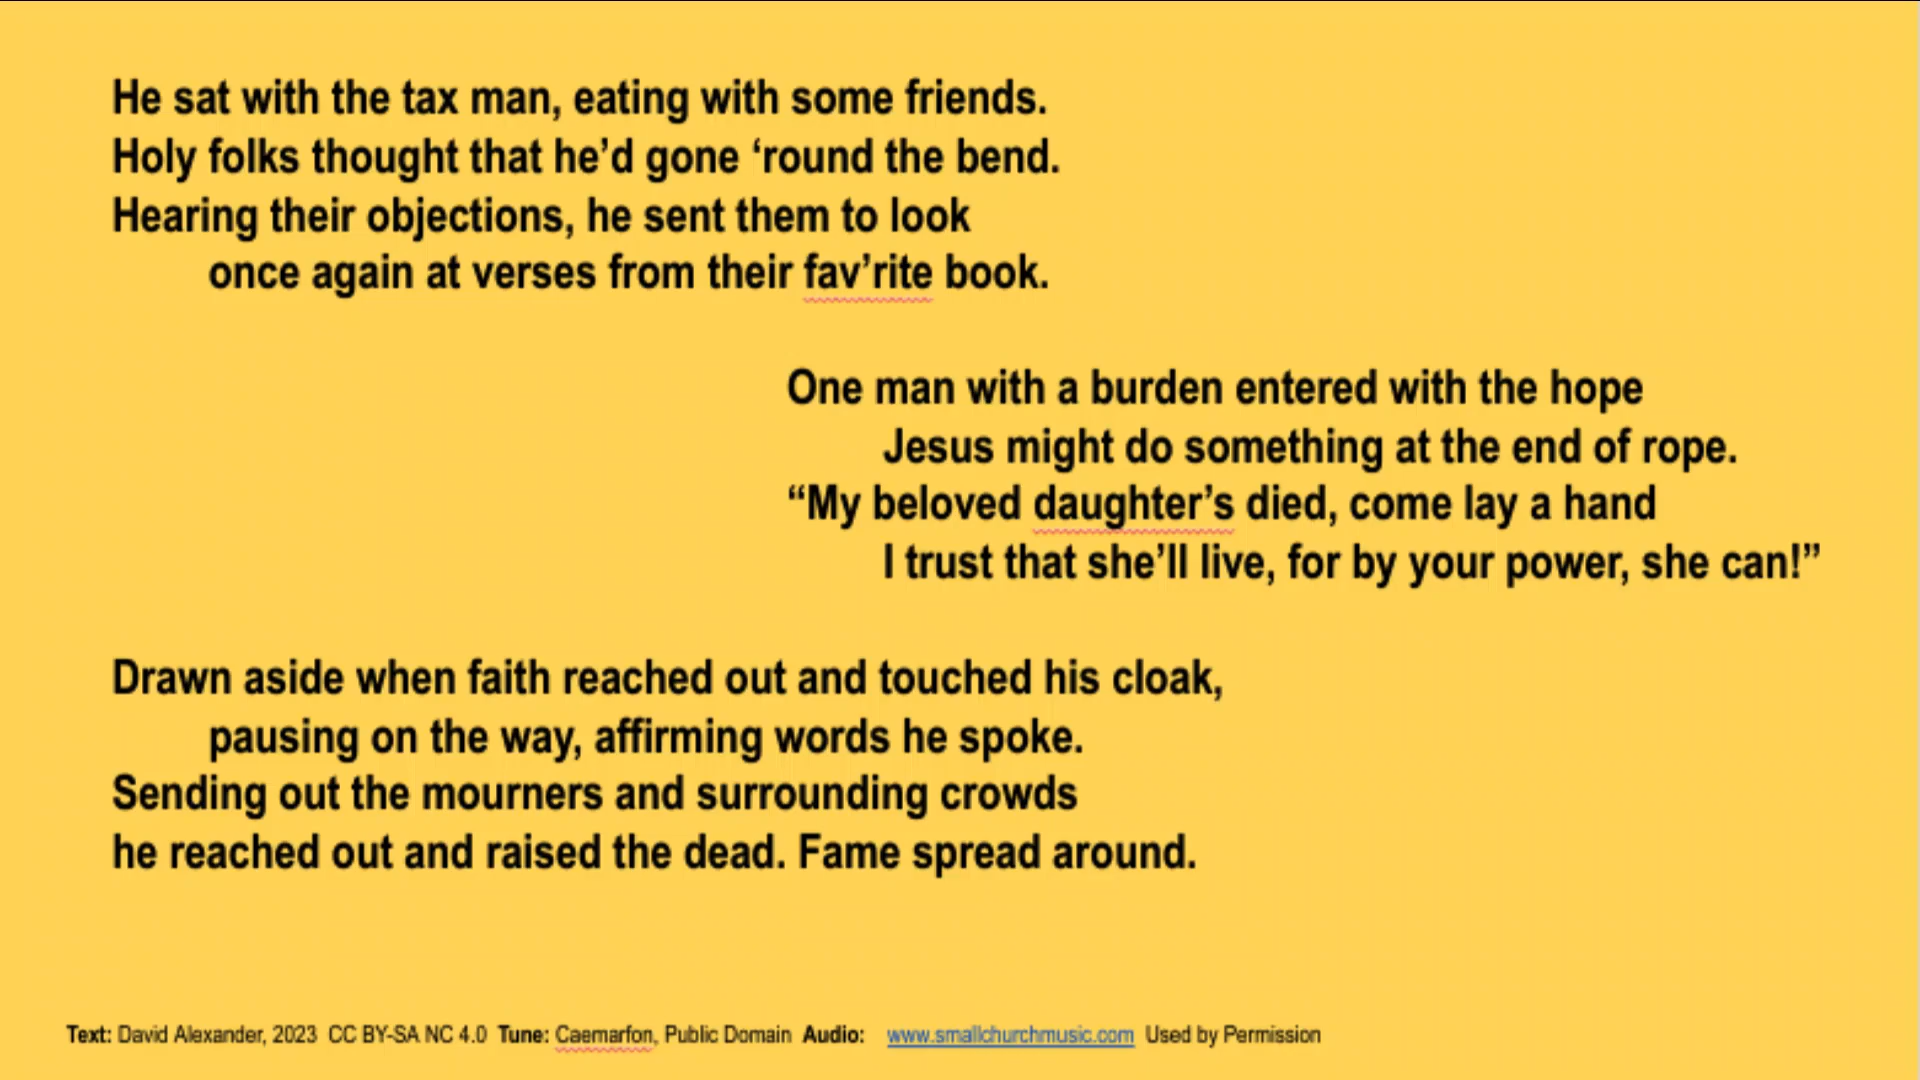 He sat with the tax man, eating with some friends.
Holy folks thought that he’d gone ‘round the bend.
Hearing their objections, he sent them to look
once again at verses from their fav’rite book.
One man with a burden entered with the hope
Jesus might do something at the end of rope.
“My beloved daughter’s died, come lay a hand
I trust that she’ll live, for by your power, she can!”
Drawn aside when faith reached out and touched his cloak,
pausing on the way, affirming words he spoke.
Sending out the mourners and surrounding crowds
he reached out and raised the dead. Fame spread around.
Text: David Alexander, 2023 CC BY-SA NC 4.0 Tune: Caemarfon, Public Domain Audio: www.smallchurchmusic.com Used by Permission